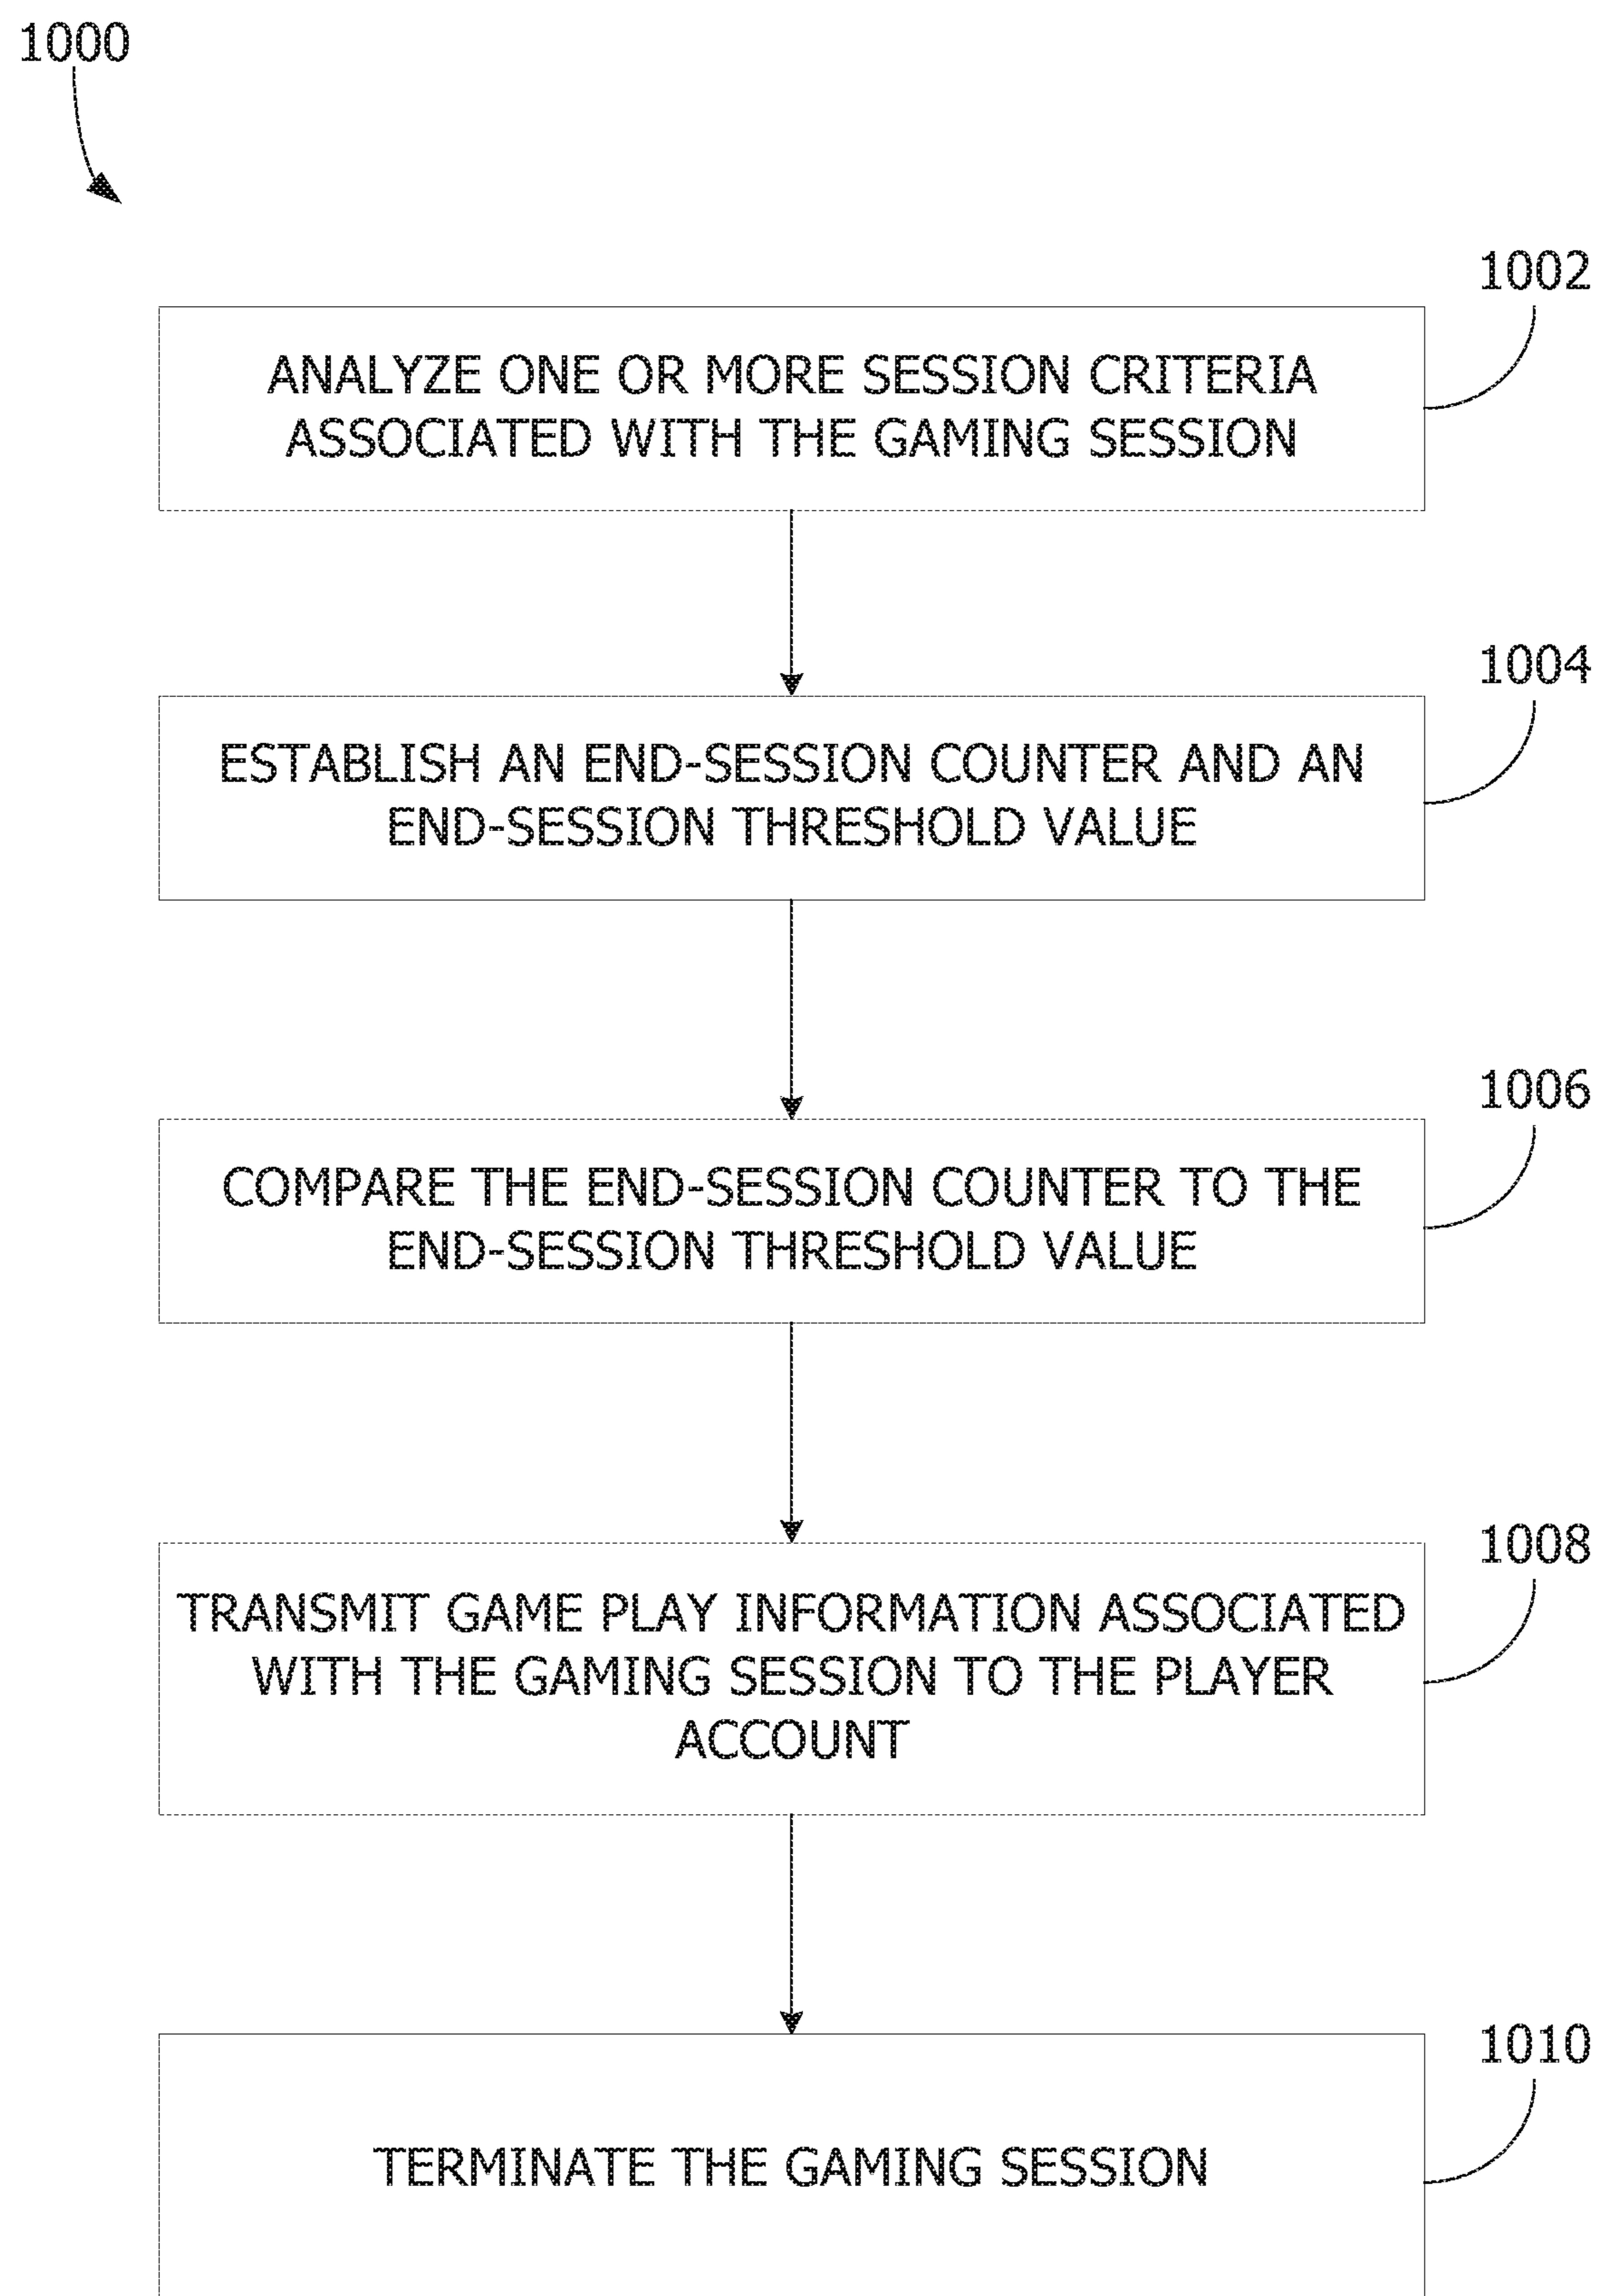 1000
1002
ANALYZE ONE OR MORE SESSION CRITERIA
ASSOCIATED WITH THE GAMING SESSION
1004
ESTABLISH AN END-SESSION COUNTER AND AN
END-SESSION THRESHOLD VALUE
1006
COMPARE THE END-SESSION COUNTER TO THE
END-SESSION THRESHOLD VALUE
1008
TRANSMIT GAME PLAY INFORMATION ASSOCIATED
WITH THE GAMING SESSION TO THE PLAYER
ACCOUNT
1010
TERMINATE THE GAMING SESSION